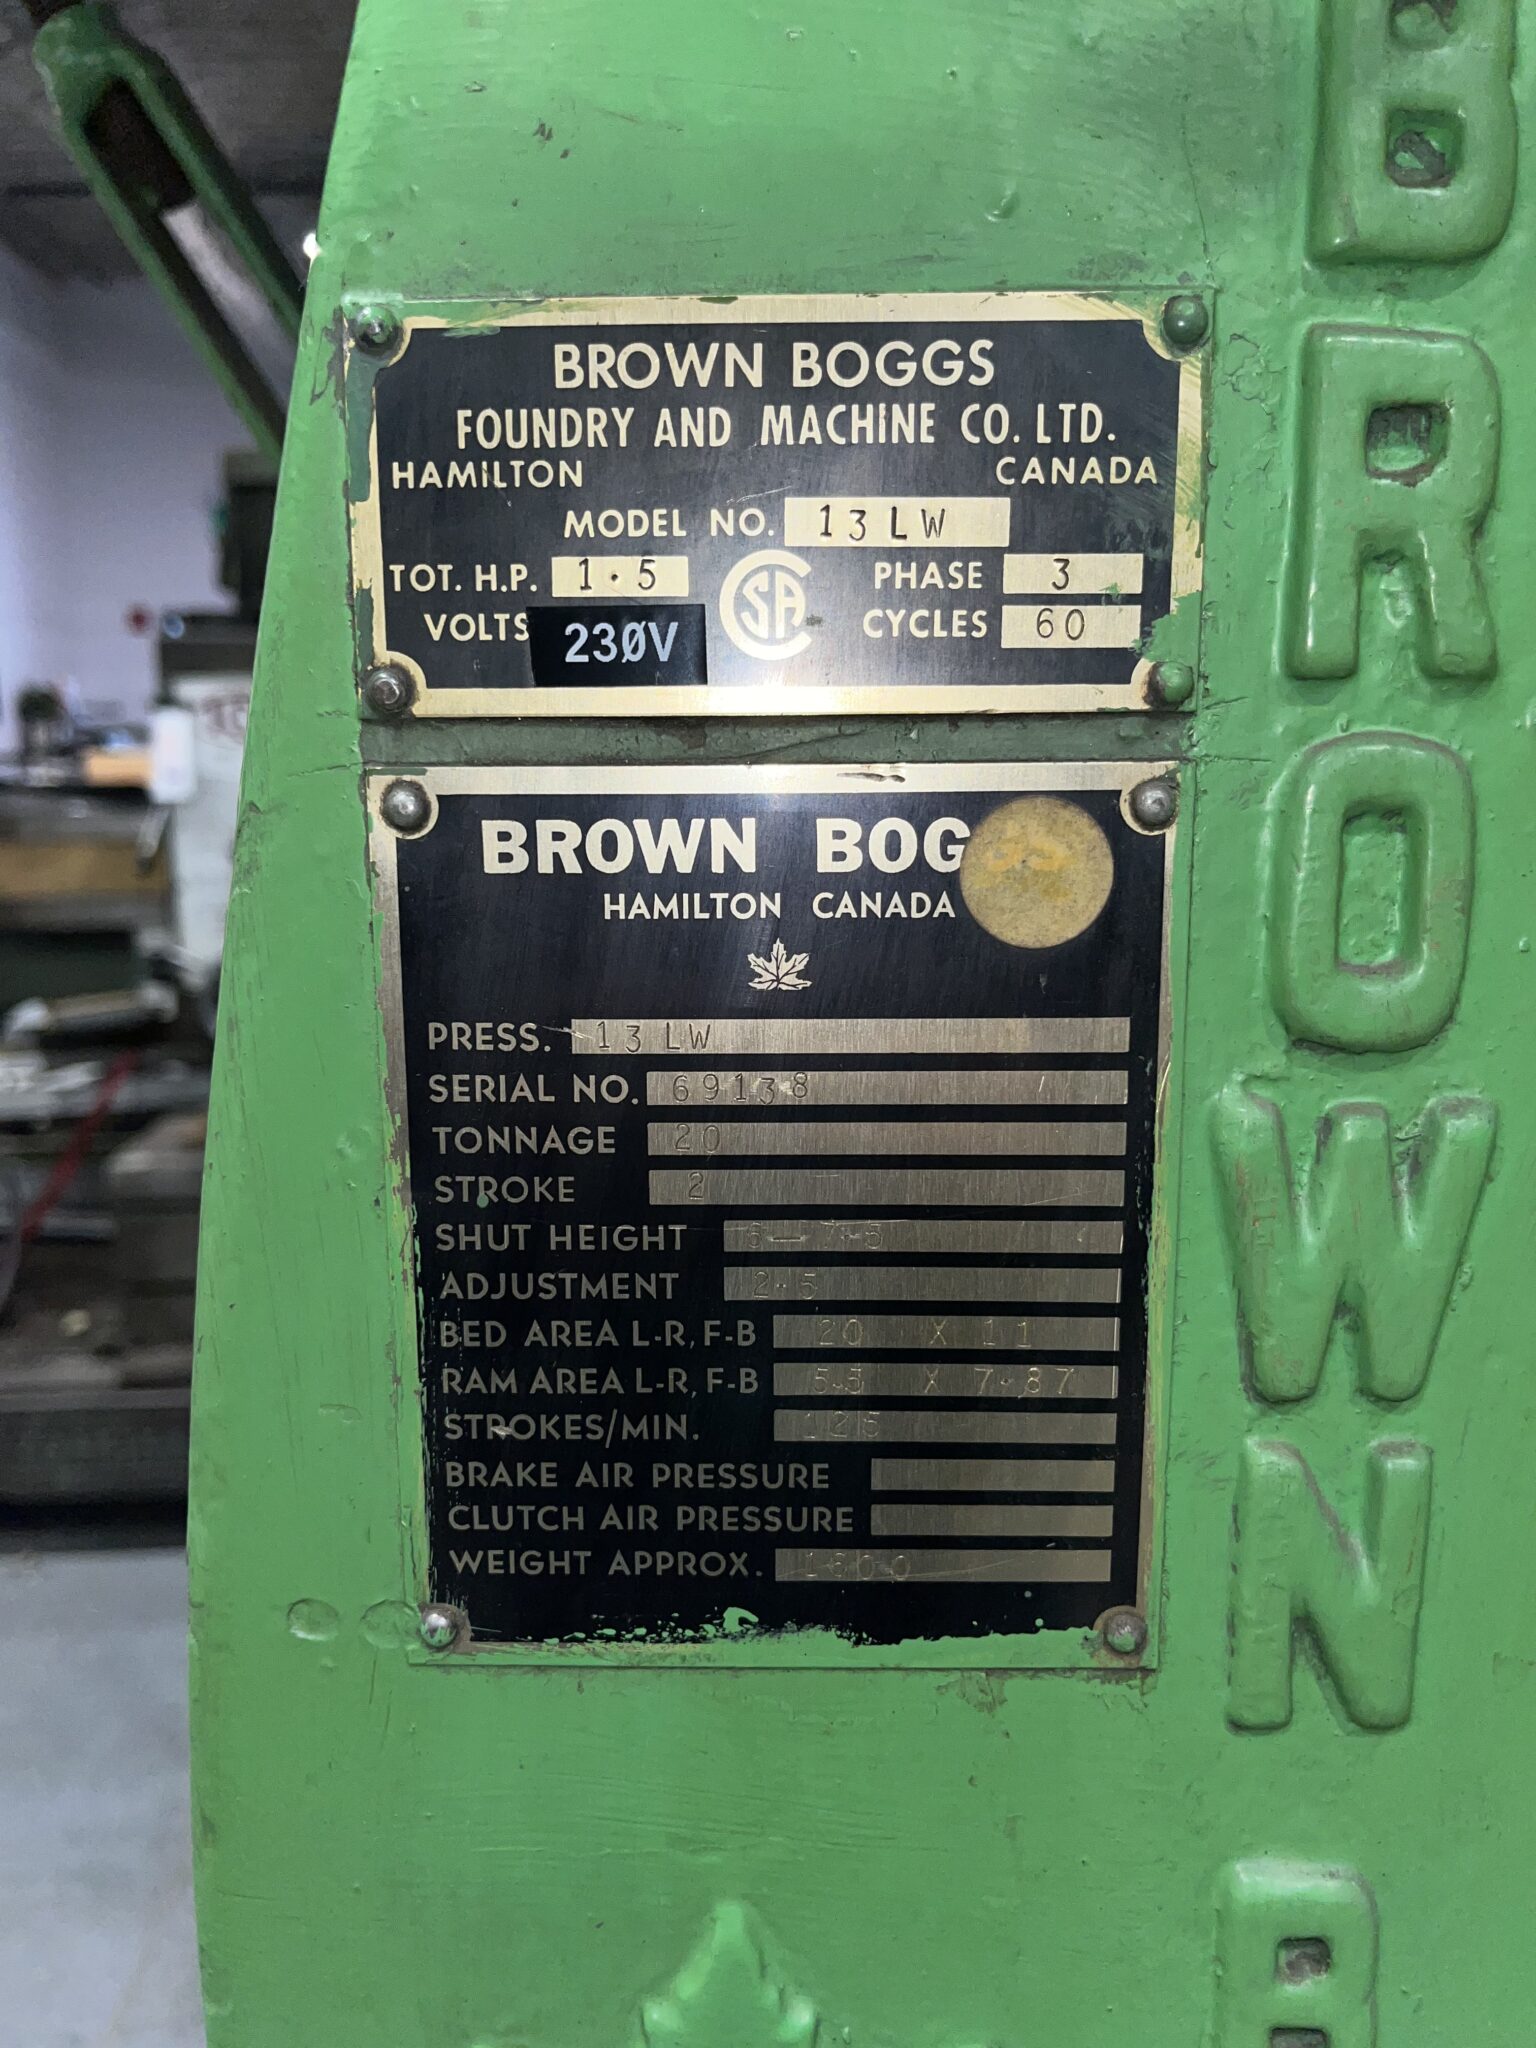 BROWN BOGGS
FOUNDRY AND MACHINE CO. LTD.
HAMILTON CANADA
MODEL NO. 13 LW
TOT. H.P. 1.5 CSA PHASE 3
VOLTS 230V CYCLES 60
BROWN BOG
HAMILTON CANADA
PRESS. 13 LW
SERIAL NO. 69138
TONNAGE 20
STROKE 2
SHUT HEIGHT
ADJUSTMENT 2.5
BED AREA L-R, F-B 20 X 11
RAM AREA L-R, F-B 5.5 X 7.87
STROKES/MIN. 125
BRAKE AIR PRESSURE
CLUTCH AIR PRESSURE
WEIGHT APPROX.
BROWN
B